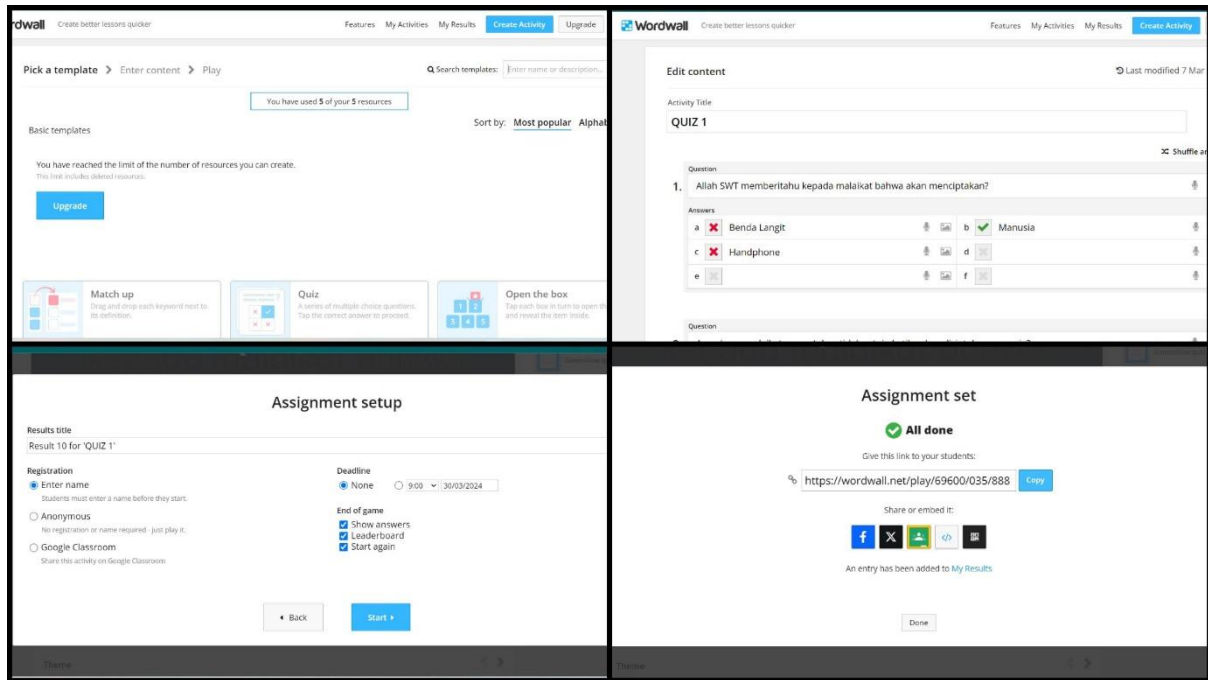 rdwall Create better lessons quicker Features My Activities My Results Create Activity Upgrade
Pick a template > Enter content > Play Search templates: Enter name or description...
You have used 5 of your 5 resources
Sort by: Most popular Alphab
Basic templates
You have reached the limit of the number of resources you can create.
This limit includes deleted resources.
Upgrade
Match up
Drag and drop each keyword next to
its definition.
Quiz
A series of multiple choice questions.
Tap the correct answer to proceed.
Open the box
Tap each box in turn to open th
and reveal the item inside.
Wordwall Create better lessons quicker Features My Activities My Results Create Activity
Edit content Last modified 7 Mar
Activity Title
QUIZ 1
Shuffle an
Question
1. Allah SWT memberitahu kepada malaikat bahwa akan menciptakan?
Answers
a Benda Langit b Manusia
c Handphone d
e f
Question
Assignment setup
Results title
Result 10 for 'QUIZ 1'
Registration
Enter name
Students must enter a name before they start.
Anonymous
No registration or name required - just play it.
Google Classroom
Share this activity on Google Classroom
Deadline
None 9:00 30/03/2024
End of game
Show answers
Leaderboard
Start again
Back Start
Theme
Assignment set
All done
Give this link to your students:
https://wordwall.net/play/69600/035/888 Copy
Share or embed it:
An entry has been added to My Results
Done
Theme